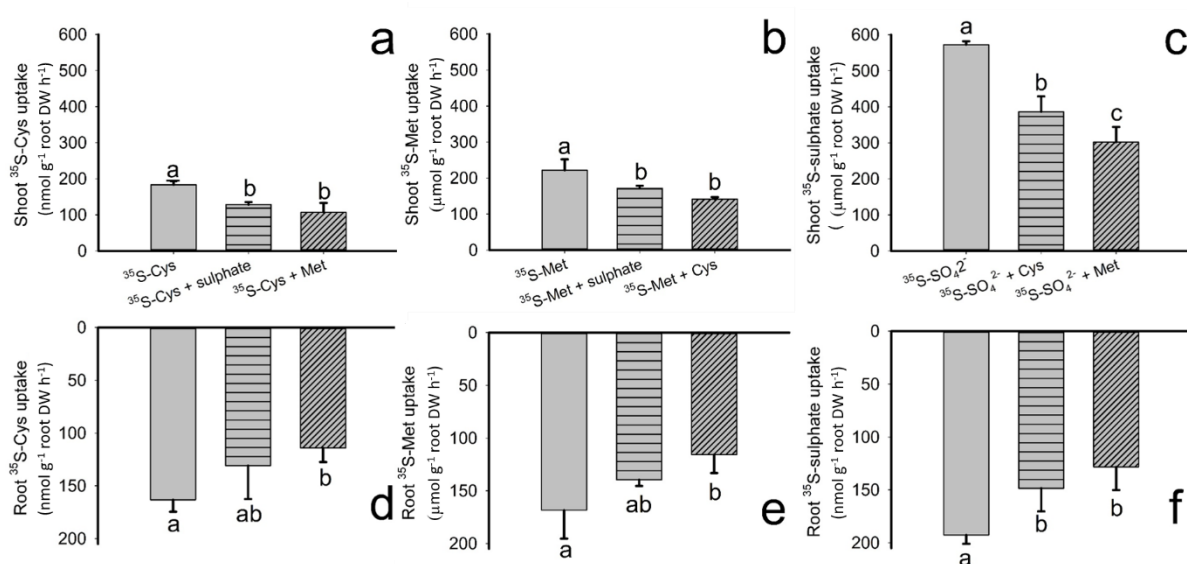 a
Shoot ³⁵S-Cys uptake
(nmol g⁻¹ root DW h⁻¹)
600
500
400
300
200
100
0
a
b
b
³⁵S-Cys
³⁵S-Cys + sulphate
³⁵S-Cys + Met
b
Shoot ³⁵S-Met uptake
(μmol g⁻¹ root DW h⁻¹)
600
500
400
300
200
100
0
a
b
b
³⁵S-Met
³⁵S-Met + sulphate
³⁵S-Met + Cys
c
Shoot ³⁵S-sulphate uptake
( μmol g⁻¹ root DW h⁻¹)
600
500
400
300
200
100
0
a
b
c
³⁵S-SO₄2⁻
³⁵S-SO₄²⁻ + Cys
³⁵S-SO₄²⁻ + Met
d
Root ³⁵S-Cys uptake
(nmol g⁻¹ root DW h⁻¹)
0
50
100
150
200
a
ab
b
e
Root ³⁵S-Met uptake
(μmol g⁻¹ root DW h⁻¹)
0
50
100
150
200
a
ab
b
f
Root ³⁵S-sulphate uptake
(nmol g⁻¹ root DW h⁻¹)
0
50
100
150
200
a
b
b